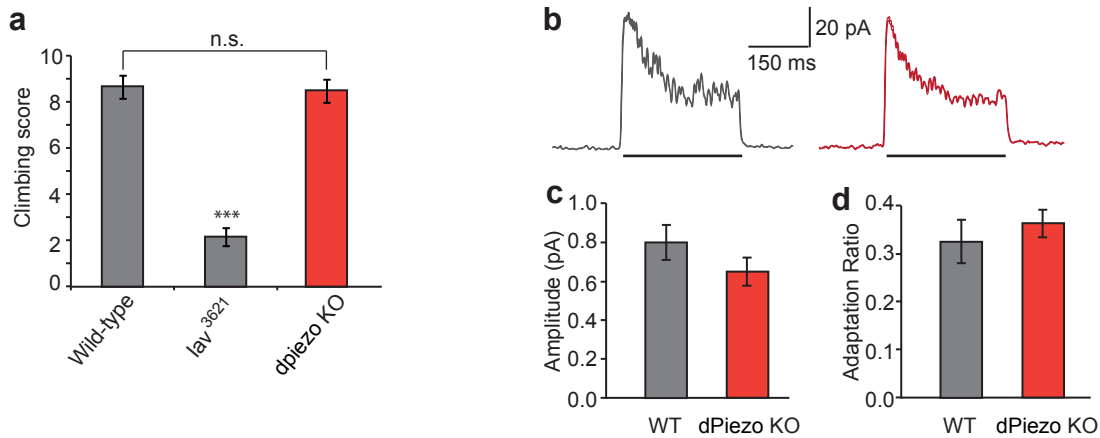 a
n.s.
Climbing score
10
8
6
4
2
0
***
Wild-type
Iav 3621
dpiezo KO
b
20 pA
150 ms
c
Amplitude (pA)
1.0
0.8
0.4
0.6
0.8
0.0
WT
dPiezo KO
d
Adaptation Ratio
0.4
0.3
0.2
0.1
0.0
WT
dPiezo KO